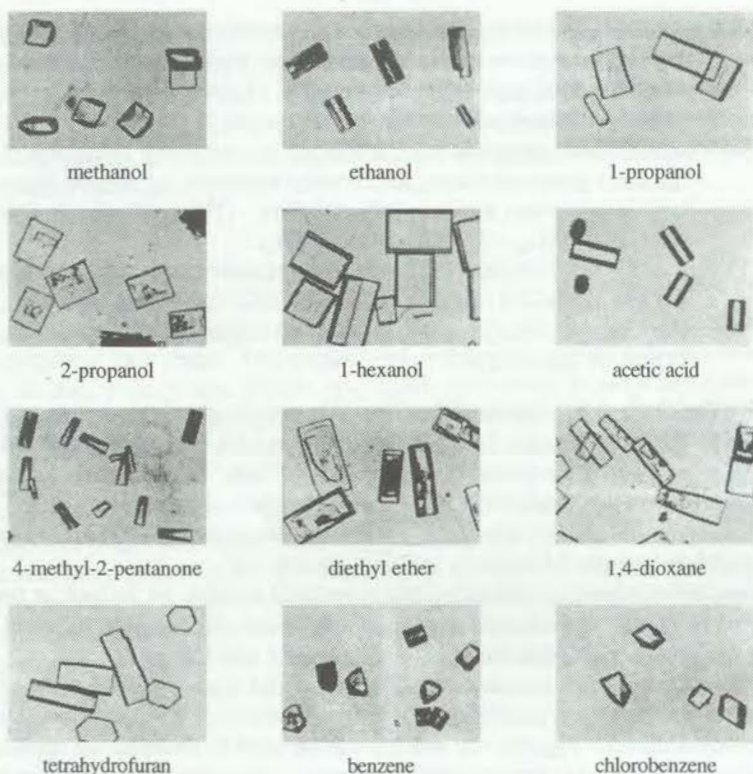 methanol ethanol 1-propanol
2-propanol 1-hexanol acetic acid
4-methyl-2-pentanone diethyl ether 1,4-dioxane
tetrahydrofuran benzene chlorobenzene